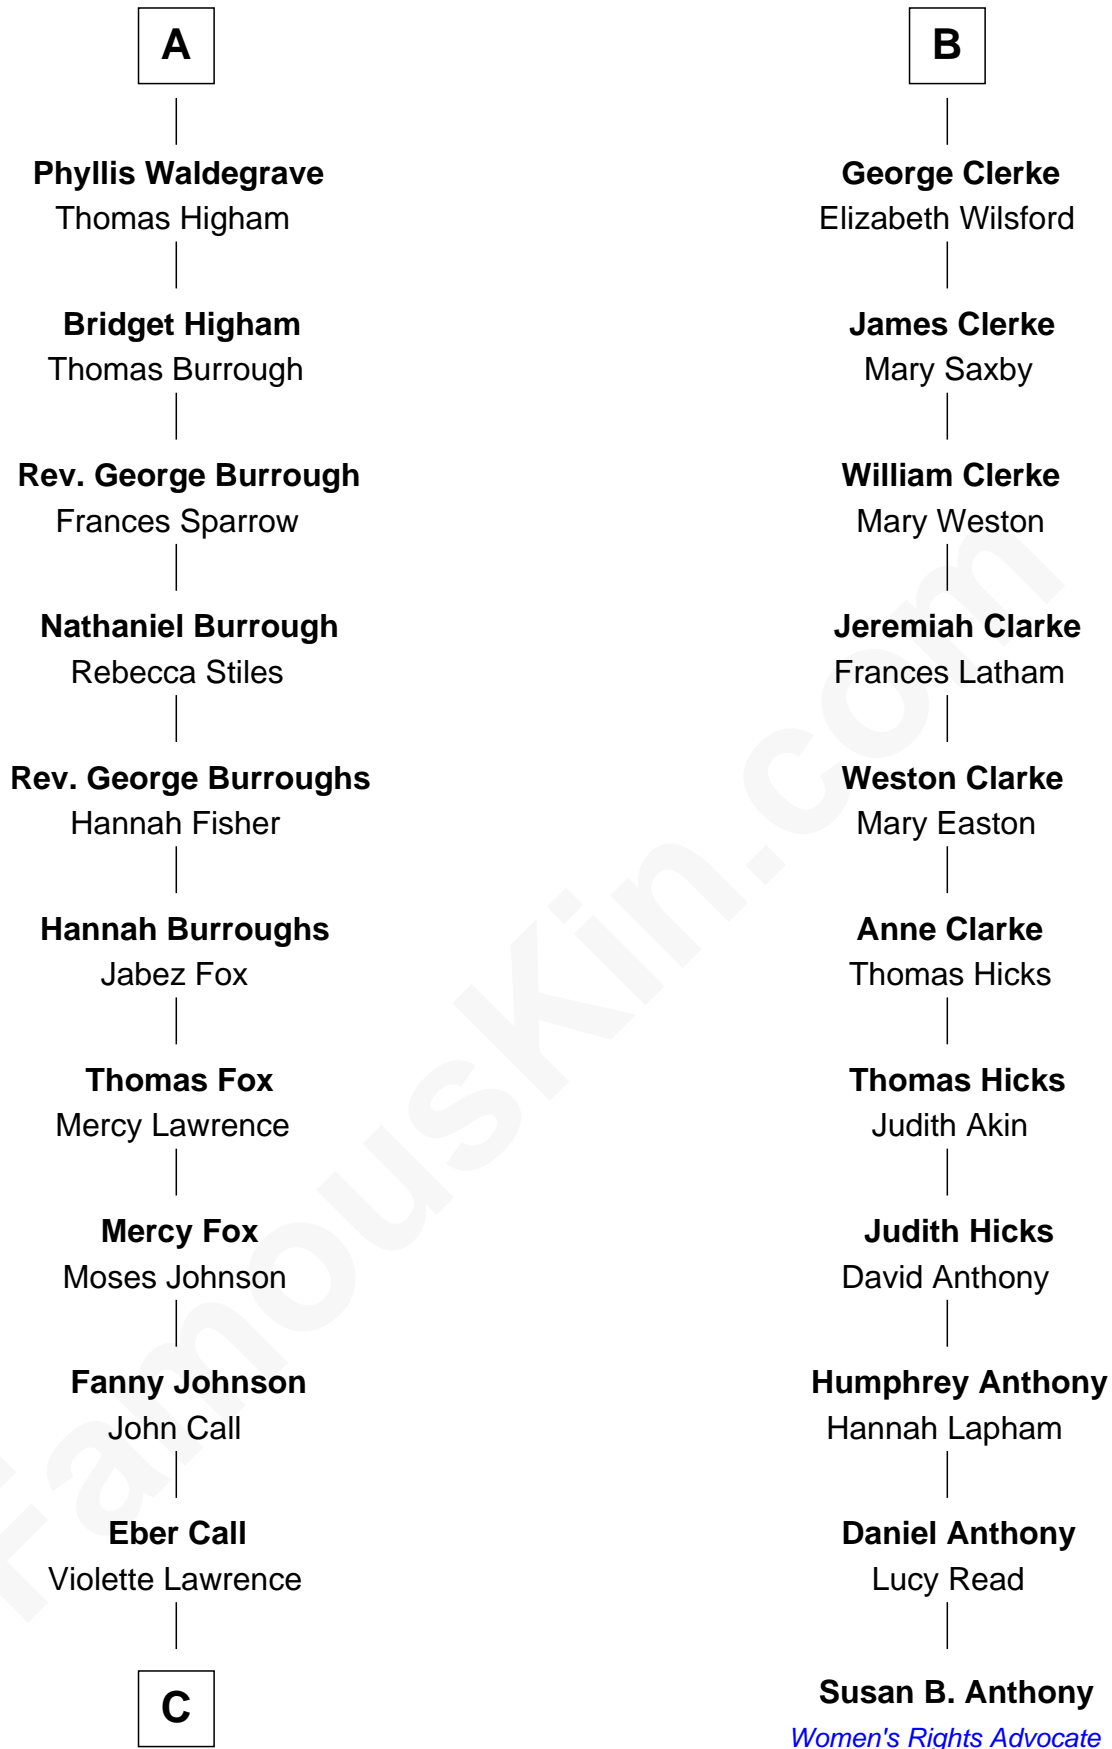 A
Phyllis Waldegrave
Thomas Higham
Bridget Higham
Thomas Burrough
Rev. George Burrough
Frances Sparrow
Nathaniel Burrough
Rebecca Stiles
Rev. George Burroughs
Hannah Fisher
Hannah Burroughs
Jabez Fox
Thomas Fox
Mercy Lawrence
Mercy Fox
Moses Johnson
Fanny Johnson
John Call
Eber Call
Violette Lawrence
C
B
George Clerke
Elizabeth Wilsford
James Clerke
Mary Saxby
William Clerke
Mary Weston
Jeremiah Clarke
Frances Latham
Weston Clarke
Mary Easton
Anne Clarke
Thomas Hicks
Thomas Hicks
Judith Akin
Judith Hicks
David Anthony
Humphrey Anthony
Hannah Lapham
Daniel Anthony
Lucy Read
Susan B. Anthony
Women's Rights Advocate
FamousKin.com